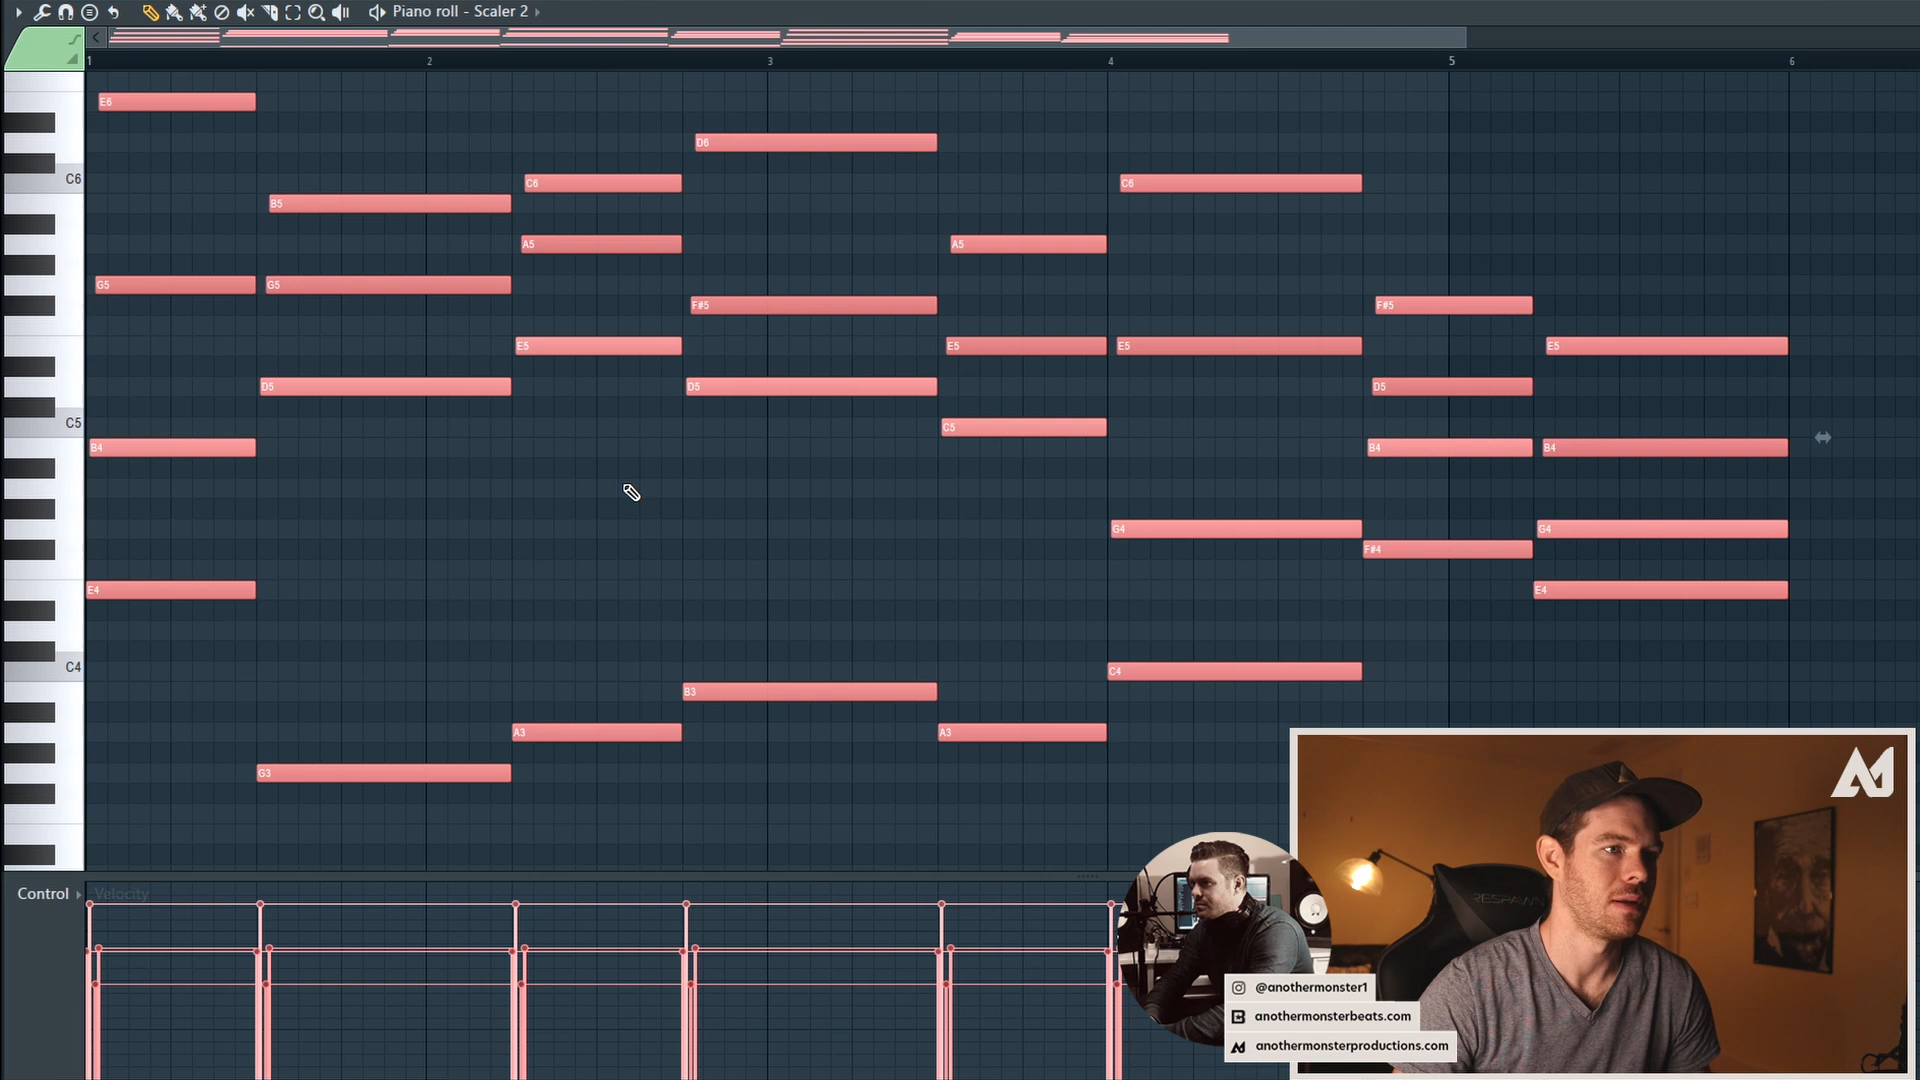 Piano roll - Scaler 2
1 2 3 4 5 6
E6
D6
C6 C6 C6
B5
A5 A5
G5 G5
F#5 F#5
E5 E5 E5 E5
D5 D5 D5
C5 C5
B4 B4 B4
G4 G4
F#4
E4 E4
C4 C4
B3
A3 A3
G3
Control Velocity
RESPAWN
@anothermonster1
anothermonsterbeats.com
anothermonsterproductions.com